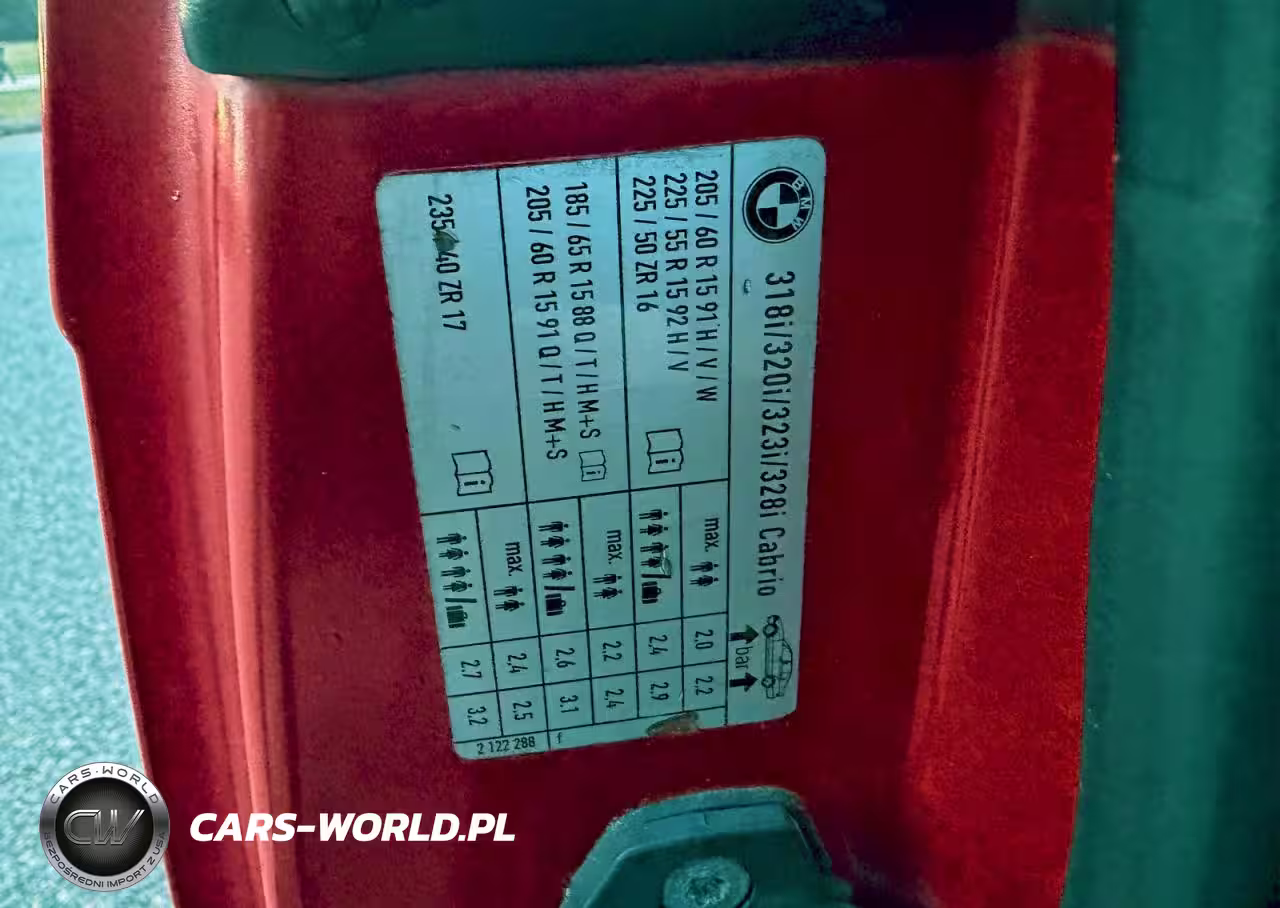 BMW
318i/320i/323i/328i Cabrio
bar
205 / 60 R 15 91 H / V / W
225 / 55 R 15 92 H / V
225 / 50 ZR 16
max. 2.0 2.2
2.4 2.9
185 / 65 R 15 88 Q / T / H M+S
205 / 60 R 15 91 Q / T / H M+S
max. 2.2 2.4
2.6 3.1
235/40 ZR 17
max. 2.4 2.5
2.7 3.2
2 122 288 f
CARS-WORLD
CW
BEZPOŚREDNI IMPORT Z USA
CARS-WORLD.PL